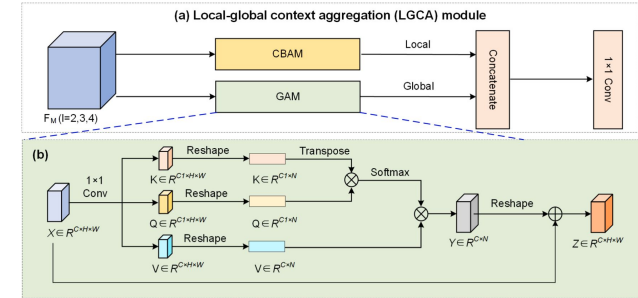 (a) Local-global context aggregation (LGCA) module
CBAM
Local
GAM
Global
Concatenate
1×1 Conv
F_M (l=2,3,4)
(b)
1×1
Conv
Reshape
Transpose
K∈R^{C1×H×W}
K∈R^{C1×N}
Softmax
Reshape
Q∈R^{C1×H×W}
Q∈R^{C1×N}
Reshape
Reshape
X∈R^{C×H×W}
V∈R^{C×H×W}
V∈R^{C×N}
Y∈R^{C×N}
Z∈R^{C×H×W}